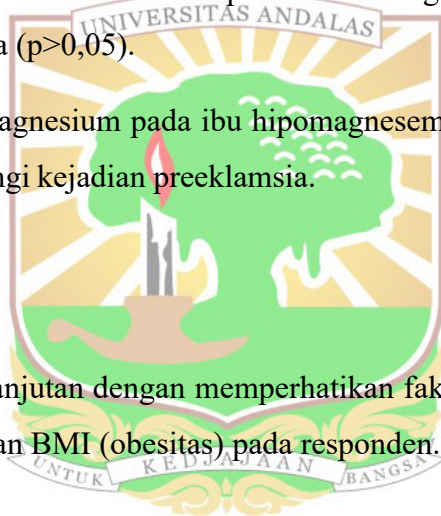 UNIVERSITAS ANDALAS
a (p>0,05).
agnesium pada ibu hipomagnesem
ngi kejadian preeklamsia.
anjutan dengan memperhatikan fak
an BMI (obesitas) pada responden.
UNTUK KEDJAJAAN BANGSA